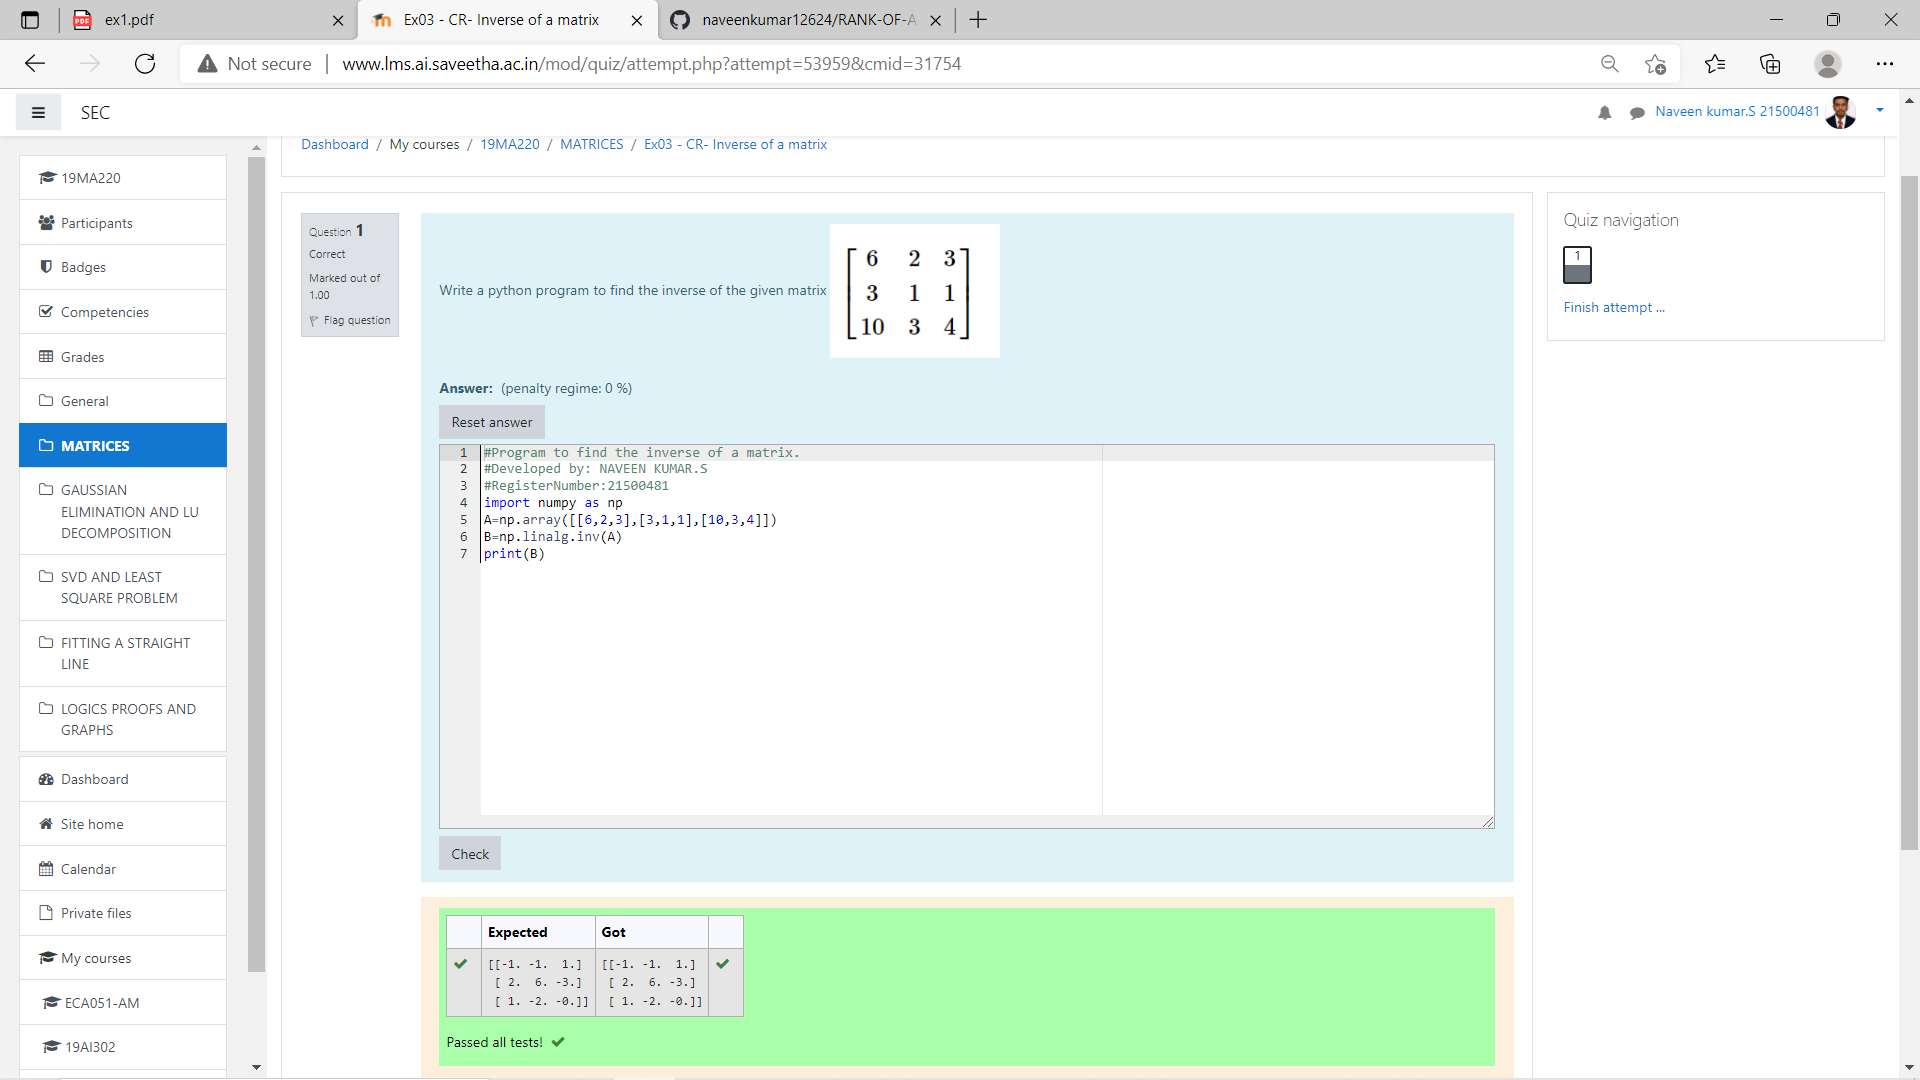 ex1.pdf
Ex03 - CR- Inverse of a matrix
naveenkumar12624/RANK-OF-A
Not secure
www.lms.ai.saveetha.ac.in/mod/quiz/attempt.php?attempt=53959&cmid=31754
SEC
Naveen kumar.S 21500481
Dashboard / My courses / 19MA220 / MATRICES / Ex03 - CR- Inverse of a matrix
19MA220
Participants
Badges
Competencies
Grades
General
MATRICES
GAUSSIAN
ELIMINATION AND LU
DECOMPOSITION
SVD AND LEAST
SQUARE PROBLEM
FITTING A STRAIGHT
LINE
LOGICS PROOFS AND
GRAPHS
Dashboard
Site home
Calendar
Private files
My courses
ECA051-AM
19AI302
Question 1
Correct
Marked out of
1.00
Flag question
Write a python program to find the inverse of the given matrix
6 2 3
3 1 1
10 3 4
Answer: (penalty regime: 0 %)
Reset answer
1 #Program to find the inverse of a matrix.
2 #Developed by: NAVEEN KUMAR.S
3 #RegisterNumber:21500481
4 import numpy as np
5 A=np.array([[6,2,3],[3,1,1],[10,3,4]])
6 B=np.linalg.inv(A)
7 print(B)
Check
Expected Got
[[-1. -1. 1.] [[-1. -1. 1.]
[ 2. 6. -3.] [ 2. 6. -3.]
[ 1. -2. -0.]] [ 1. -2. -0.]]
Passed all tests!
Quiz navigation
1
Finish attempt ...